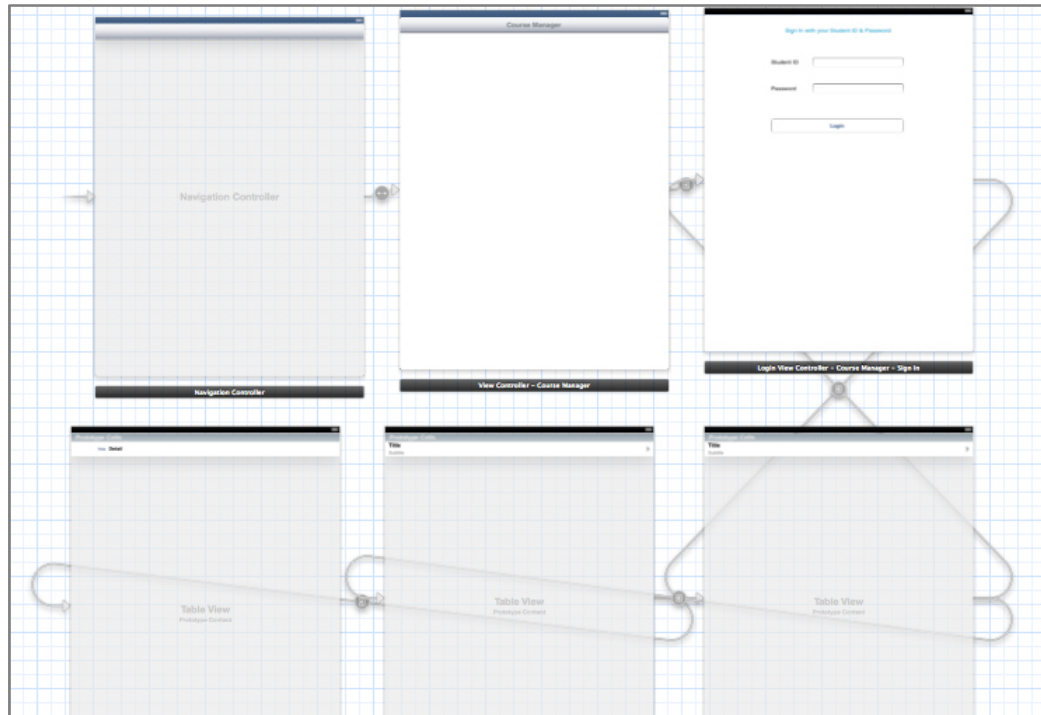 Course Manager
Sign In with your Student ID & Password
Student ID
Password
Login
Navigation Controller
Navigation Controller
View Controller - Course Manager
Login View Controller - Course Manager - Sign In
Prototype Cells
Title Detail
Table View
Prototype Content
Prototype Cells
Title
Subtitle
Table View
Prototype Content
Prototype Cells
Title
Subtitle
Table View
Prototype Content